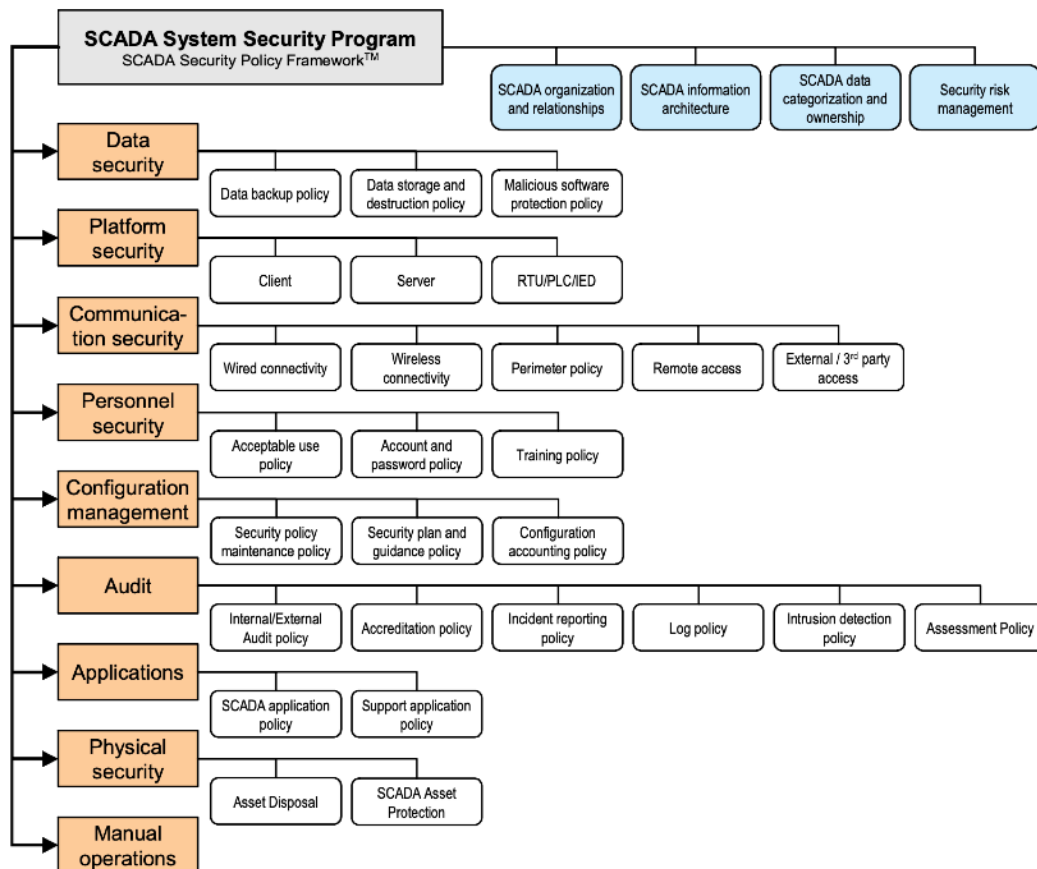 SCADA System Security Program
SCADA Security Policy Framework™
SCADA organization
and relationships
SCADA information
architecture
SCADA data
categorization and
ownership
Security risk
management
Data
security
Data backup policy
Data storage and
destruction policy
Malicious software
protection policy
Platform
security
Client
Server
RTU/PLC/IED
Communica-
tion security
Wired connectivity
Wireless
connectivity
Perimeter policy
Remote access
External / 3rd party
access
Personnel
security
Acceptable use
policy
Account and
password policy
Training policy
Configuration
management
Security policy
maintenance policy
Security plan and
guidance policy
Configuration
accounting policy
Audit
Internal/External
Audit policy
Accreditation policy
Incident reporting
policy
Log policy
Intrusion detection
policy
Assessment Policy
Applications
SCADA application
policy
Support application
policy
Physical
security
Asset Disposal
SCADA Asset
Protection
Manual
operations